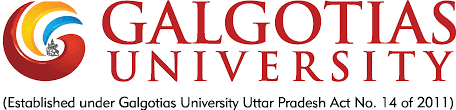 GALGOTIAS
UNIVERSITY
(Established under Galgotias University Uttar Pradesh Act No. 14 of 2011)